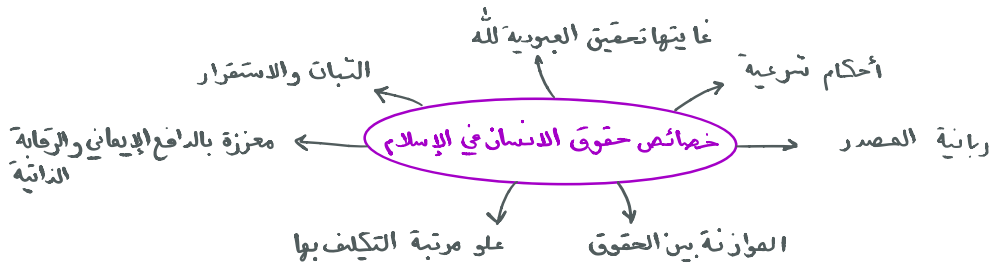 غايتها تحقيق العبودية لله
أحكام شرعية
الثبات والاستقرار
خصائص حقوق الانسان في الإسلام
ربانية المصدر
معززة بالدافع الإيماني والرقابة
الذاتية
الموازنة بين الحقوق
علو مرتبة التكليف بها